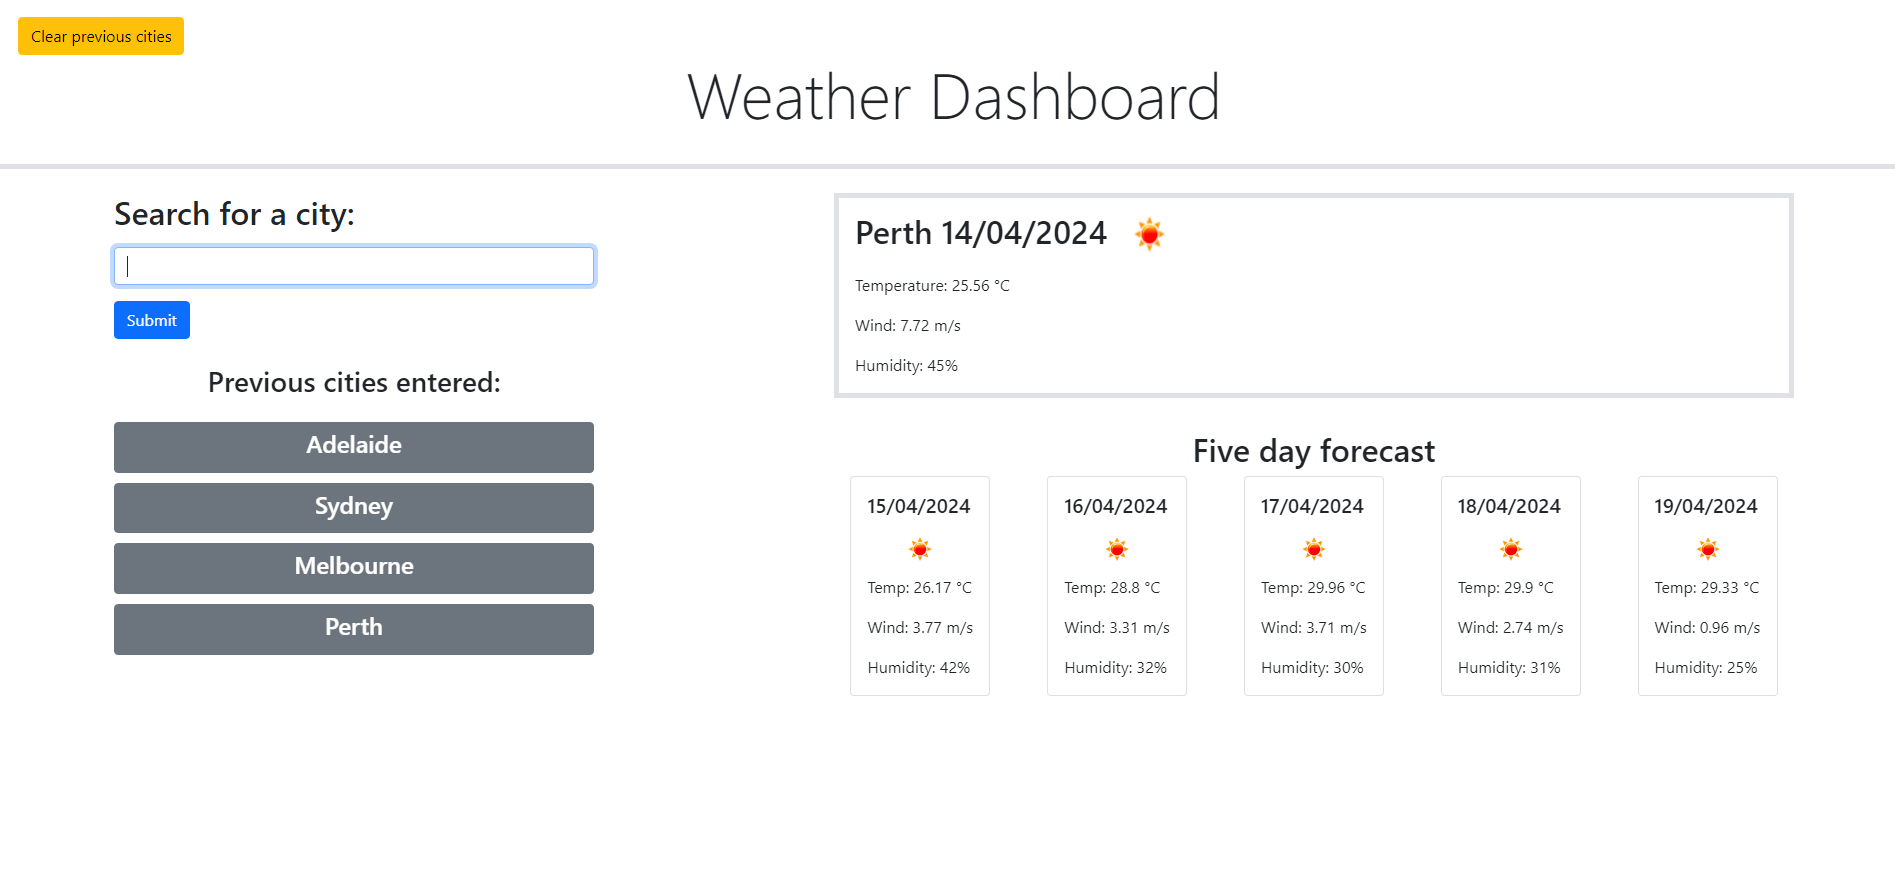 Clear previous cities
Weather Dashboard
Search for a city:
Submit
Previous cities entered:
Adelaide
Sydney
Melbourne
Perth
Perth 14/04/2024
Temperature: 25.56 °C
Wind: 7.72 m/s
Humidity: 45%
Five day forecast
15/04/2024
Temp: 26.17 °C
Wind: 3.77 m/s
Humidity: 42%
16/04/2024
Temp: 28.8 °C
Wind: 3.31 m/s
Humidity: 32%
17/04/2024
Temp: 29.96 °C
Wind: 3.71 m/s
Humidity: 30%
18/04/2024
Temp: 29.9 °C
Wind: 2.74 m/s
Humidity: 31%
19/04/2024
Temp: 29.33 °C
Wind: 0.96 m/s
Humidity: 25%